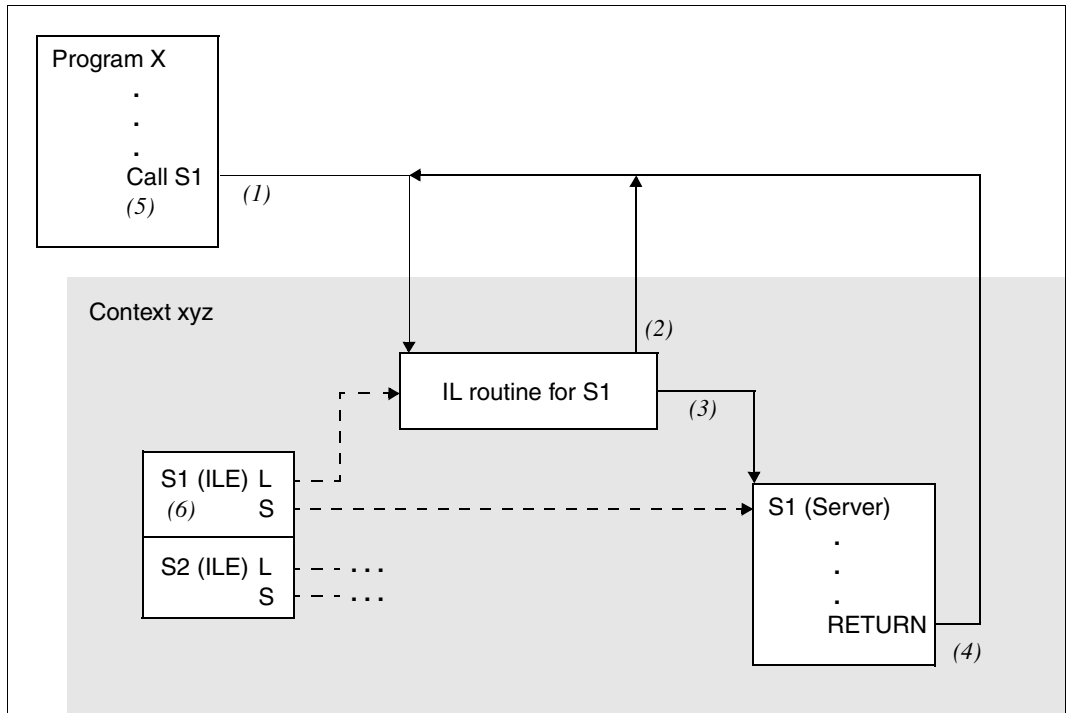 Program X
.
.
.
Call S1
(5)
(1)
Context xyz
(2)
IL routine for S1
(3)
S1 (ILE) L
(6) S
S2 (ILE) L ...
S ...
S1 (Server)
.
.
.
RETURN
(4)